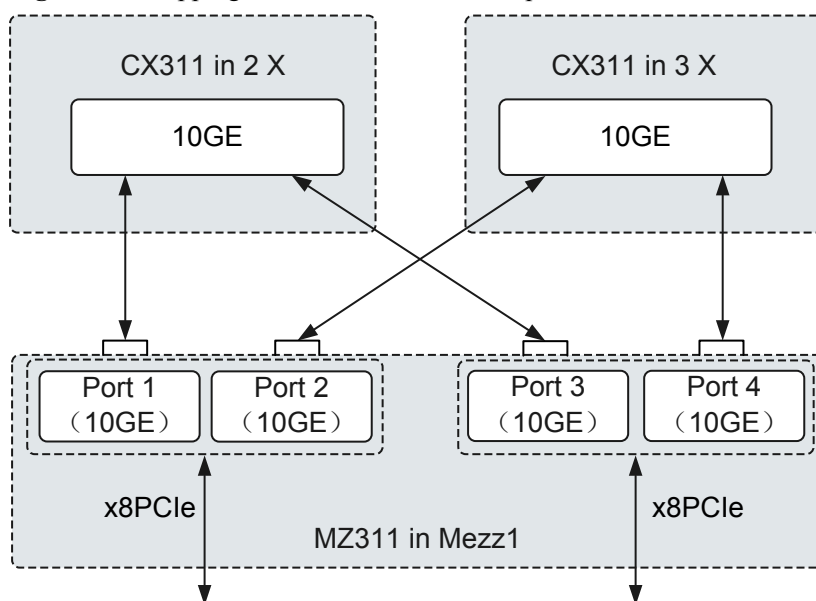 CX311 in 2 X
CX311 in 3 X
10GE
10GE
Port 1
（10GE）
Port 2
（10GE）
Port 3
（10GE）
Port 4
（10GE）
x8PCIe
x8PCIe
MZ311 in Mezz1